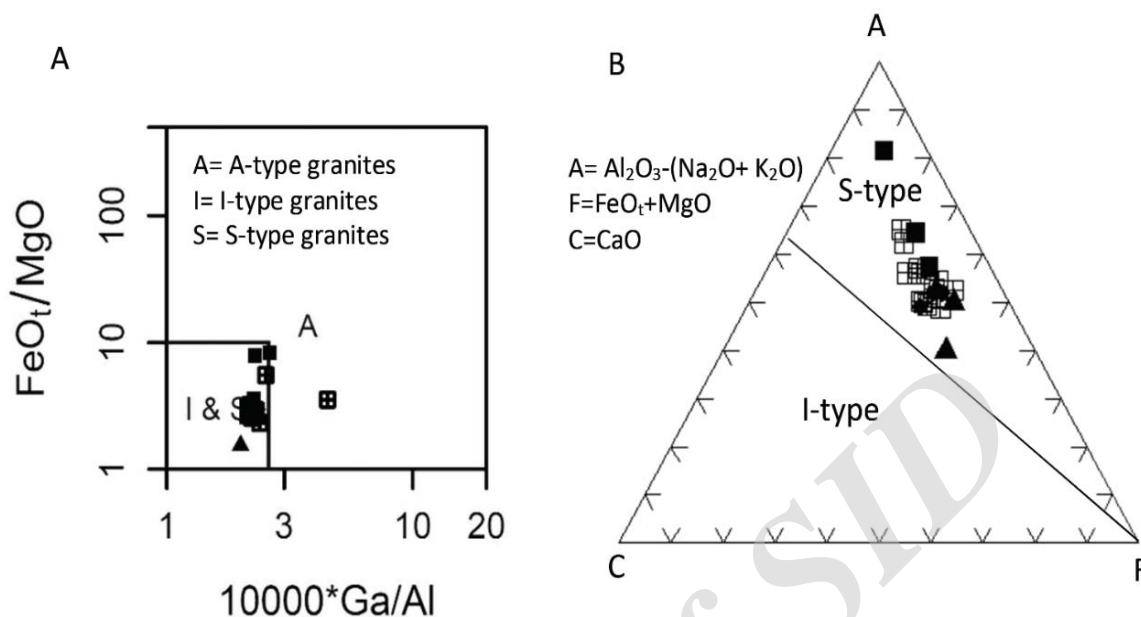 A
A= A-type granites
I= I-type granites
S= S-type granites
FeOt/MgO
100
10
1
A
I & S
1 3 10 20
10000*Ga/Al
B
A
A= Al2O3-(Na2O+ K2O)
F=FeOt+MgO
C=CaO
S-type
I-type
C
F
f SID